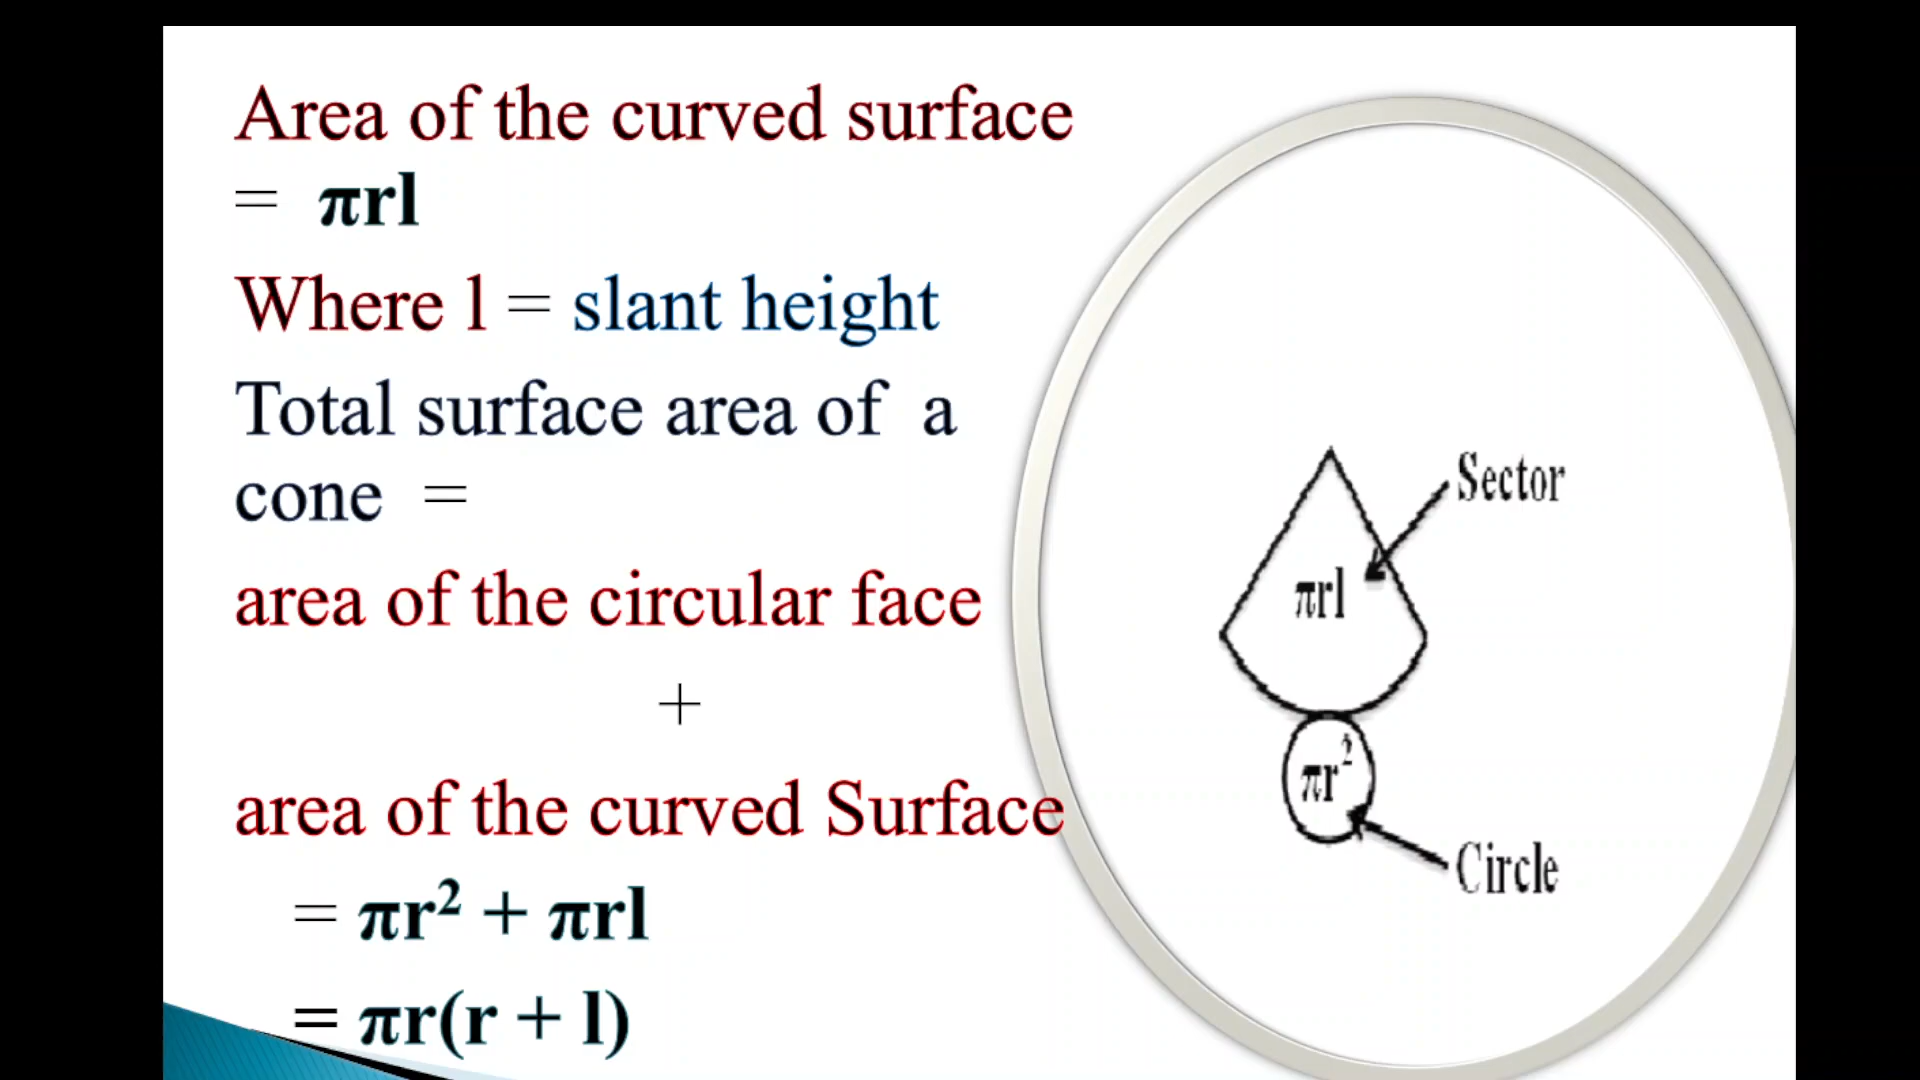 Area of the curved surface
= πrl
Where l = slant height
Total surface area of a
cone =
area of the circular face
+
area of the curved Surface
= πr² + πrl
= πr(r + l)
Sector
πrl
πr²
Circle